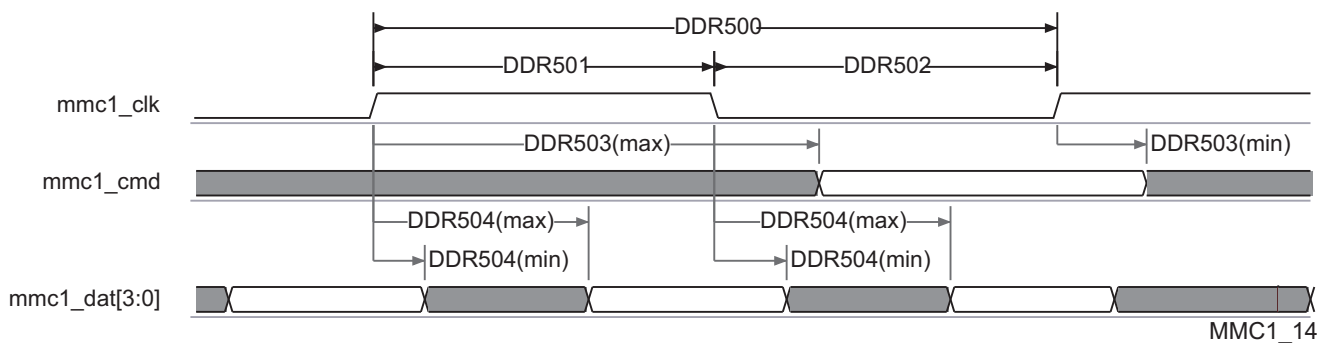 DDR500
DDR501 DDR502
mmc1_clk
DDR503(max) DDR503(min)
mmc1_cmd
DDR504(max) DDR504(max)
DDR504(min) DDR504(min)
mmc1_dat[3:0]
MMC1_14